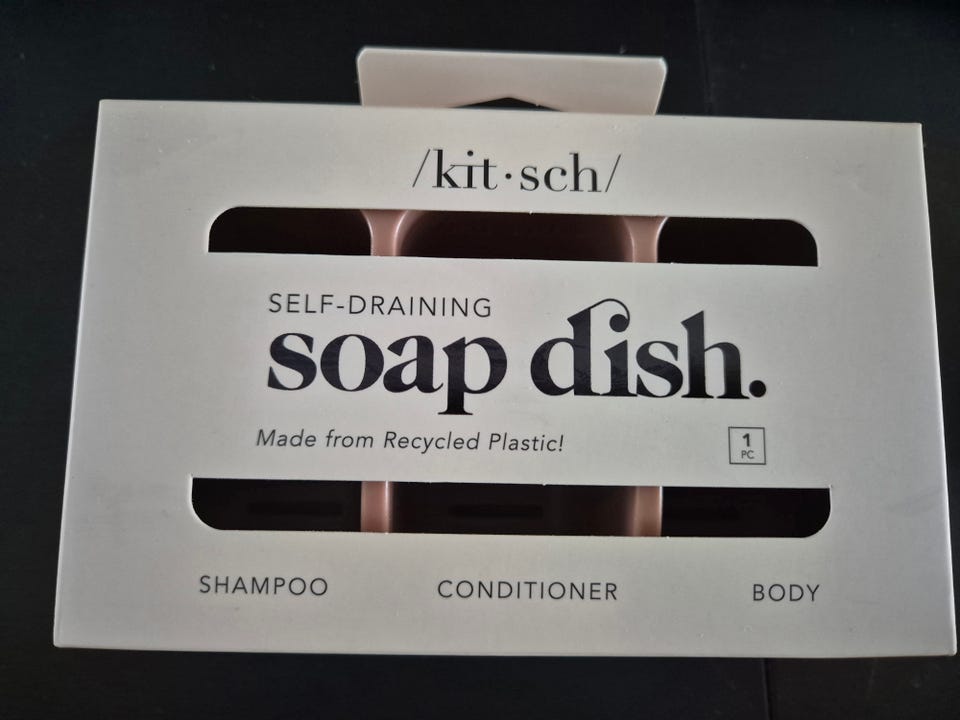 /kit·sch/
SELF-DRAINING
soap dish.
Made from Recycled Plastic!
1
PC
SHAMPOO CONDITIONER BODY